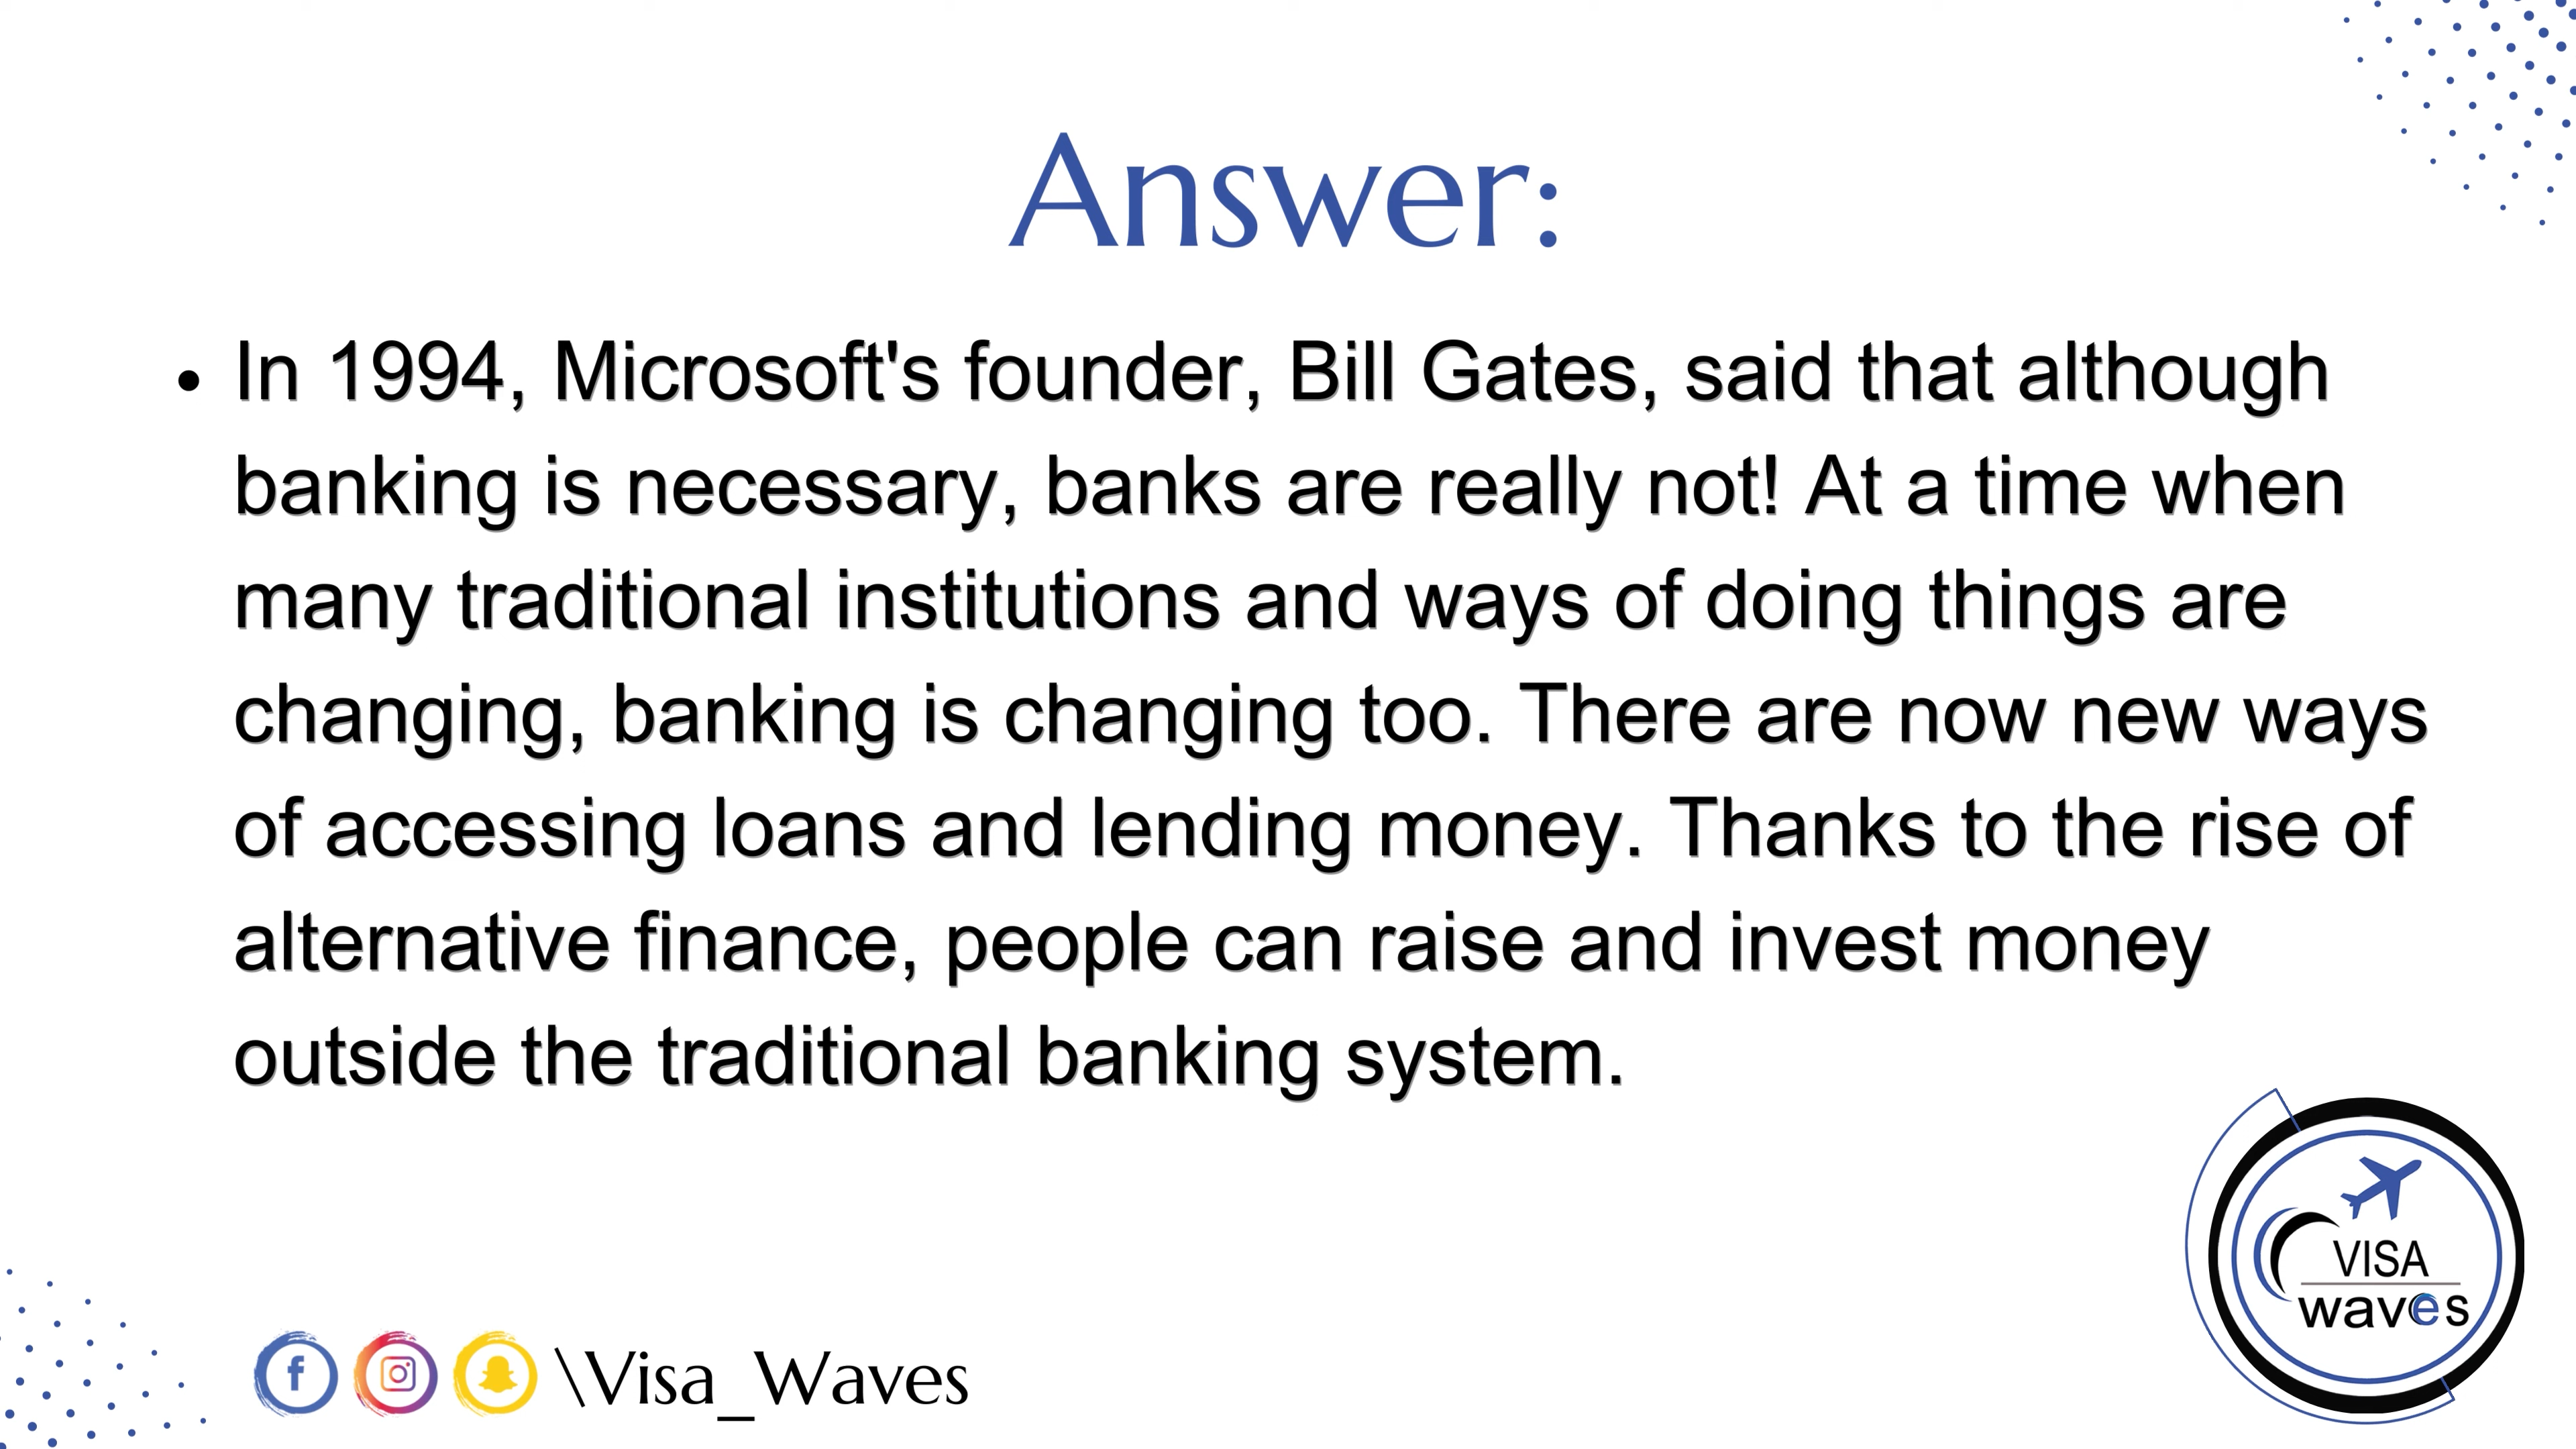 Answer:
• In 1994, Microsoft's founder, Bill Gates, said that although
banking is necessary, banks are really not! At a time when
many traditional institutions and ways of doing things are
changing, banking is changing too. There are now new ways
of accessing loans and lending money. Thanks to the rise of
alternative finance, people can raise and invest money
outside the traditional banking system.
VISA
waves
\Visa_Waves